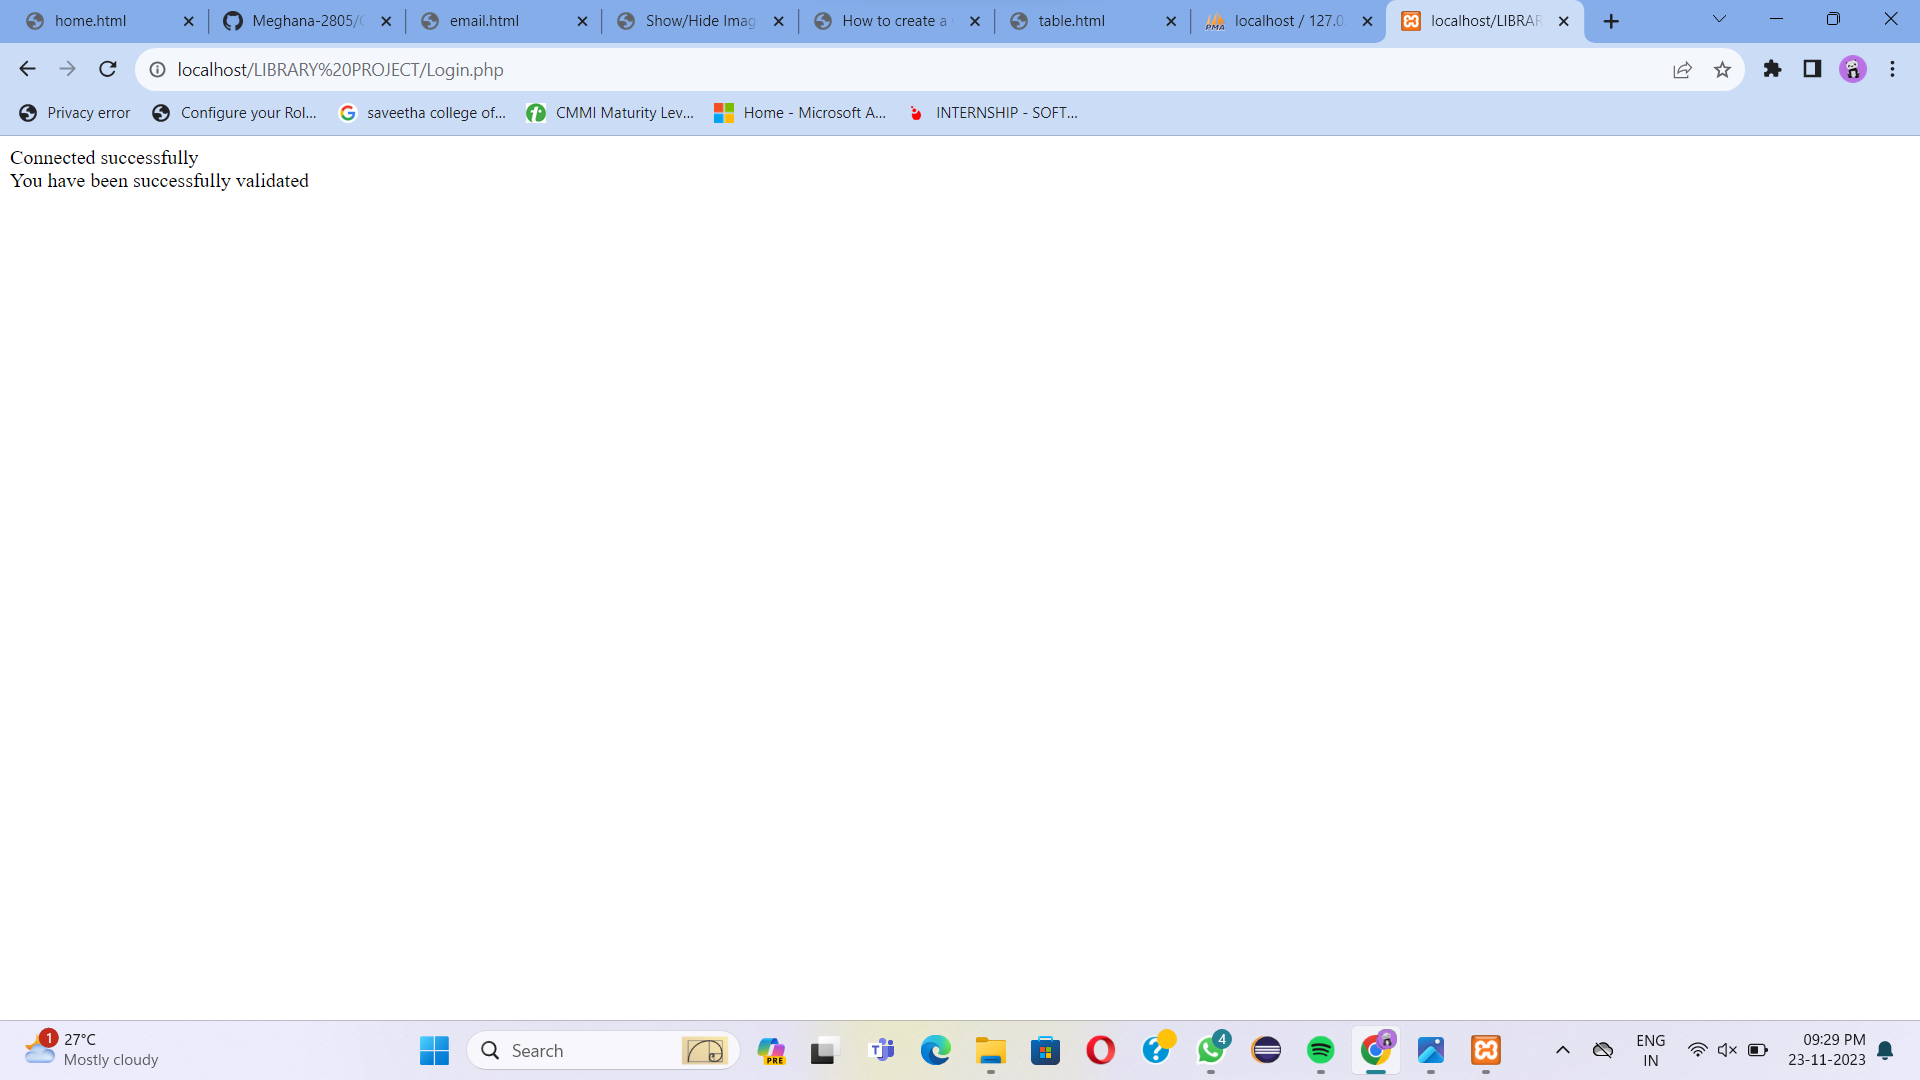 home.html
Meghana-2805/
email.html
Show/Hide Imag
How to create a
table.html
localhost / 127.0.
localhost/LIBRAR
localhost/LIBRARY%20PROJECT/Login.php
Privacy error
Configure your Rol...
saveetha college of...
CMMI Maturity Lev...
Home - Microsoft A...
INTERNSHIP - SOFT...
Connected successfully
You have been successfully validated
1
27°C
Mostly cloudy
Search
PRE
4
ENG
IN
09:29 PM
23-11-2023